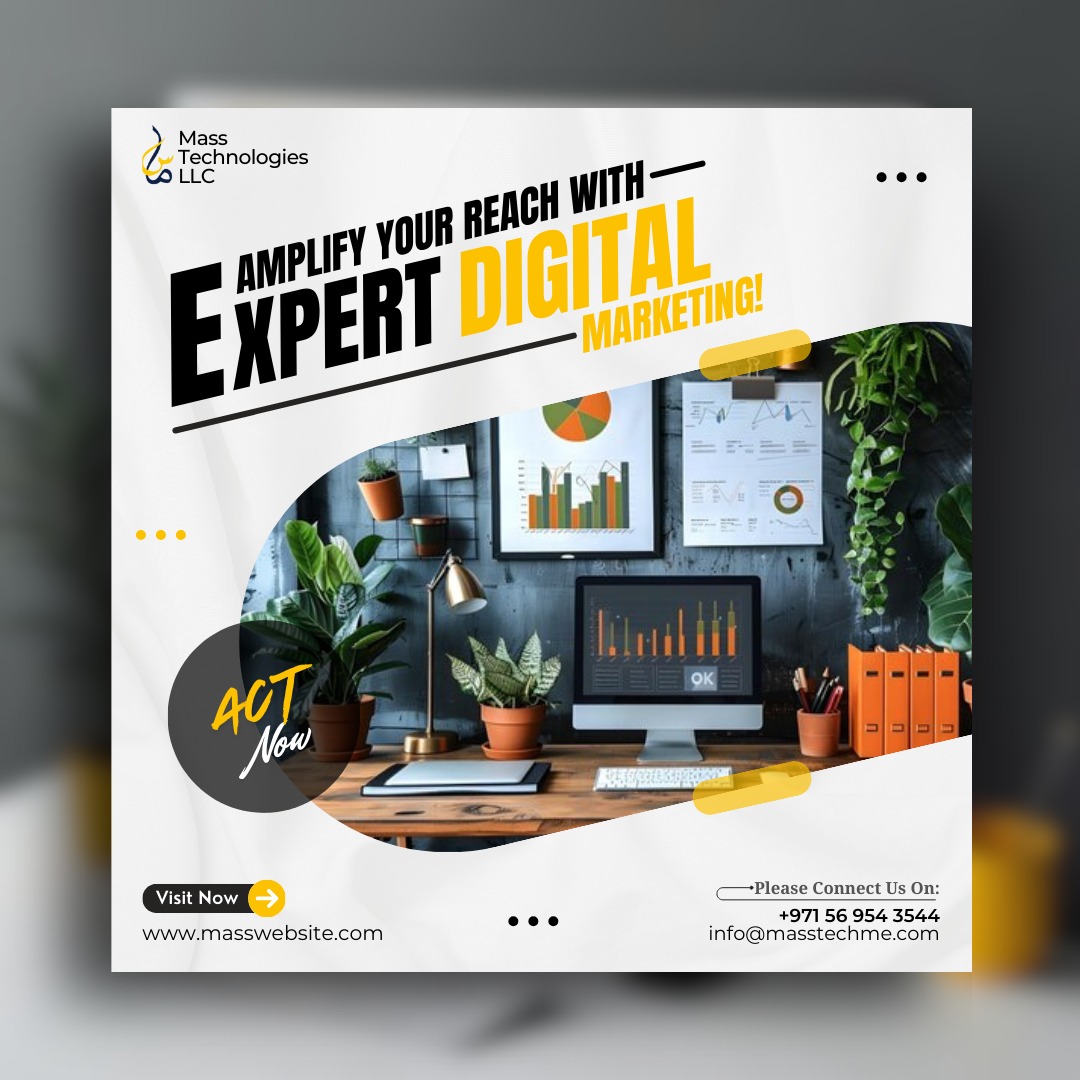 Mass
Technologies
LLC
AMPLIFY YOUR REACH WITH
EXPERT DIGITAL
MARKETING!
OK
ACT
Now
Visit Now
www.masswebsite.com
Please Connect Us On:
+971 56 954 3544
info@masstechme.com